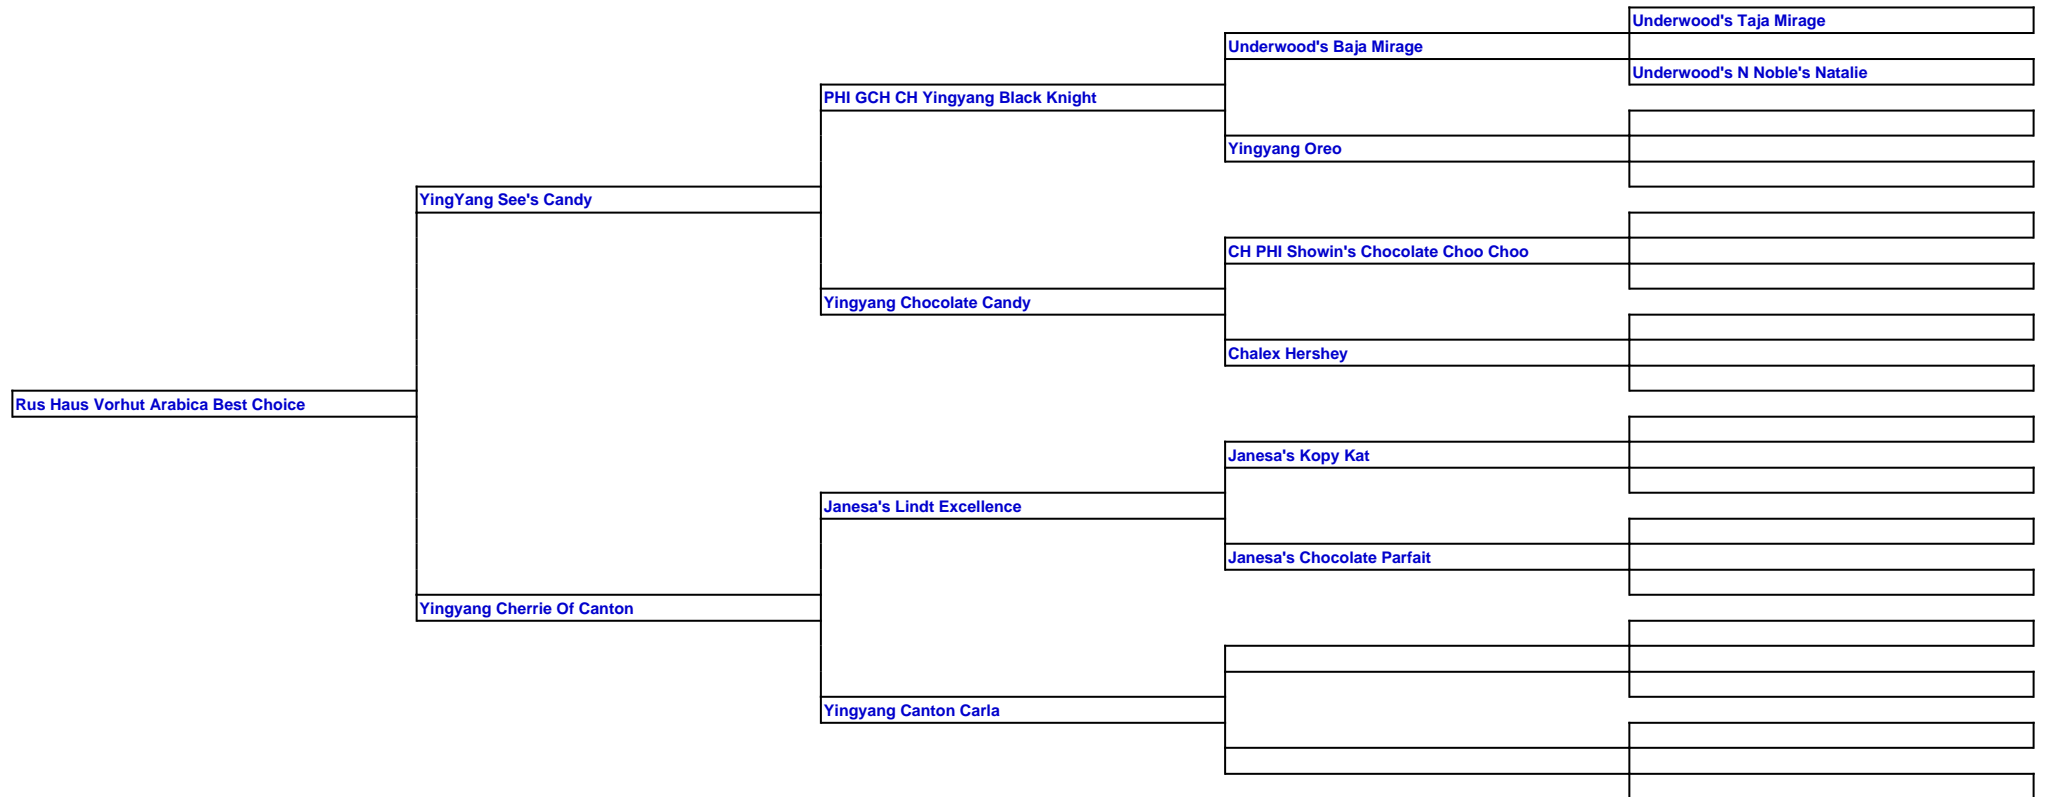 Underwood's Taja Mirage
Underwood's Baja Mirage
Underwood's N Noble's Natalie
PHI GCH CH Yingyang Black Knight
Yingyang Oreo
YingYang See's Candy
CH PHI Showin's Chocolate Choo Choo
Yingyang Chocolate Candy
Chalex Hershey
Rus Haus Vorhut Arabica Best Choice
Janesa's Kopy Kat
Janesa's Lindt Excellence
Janesa's Chocolate Parfait
Yingyang Cherrie Of Canton
Yingyang Canton Carla